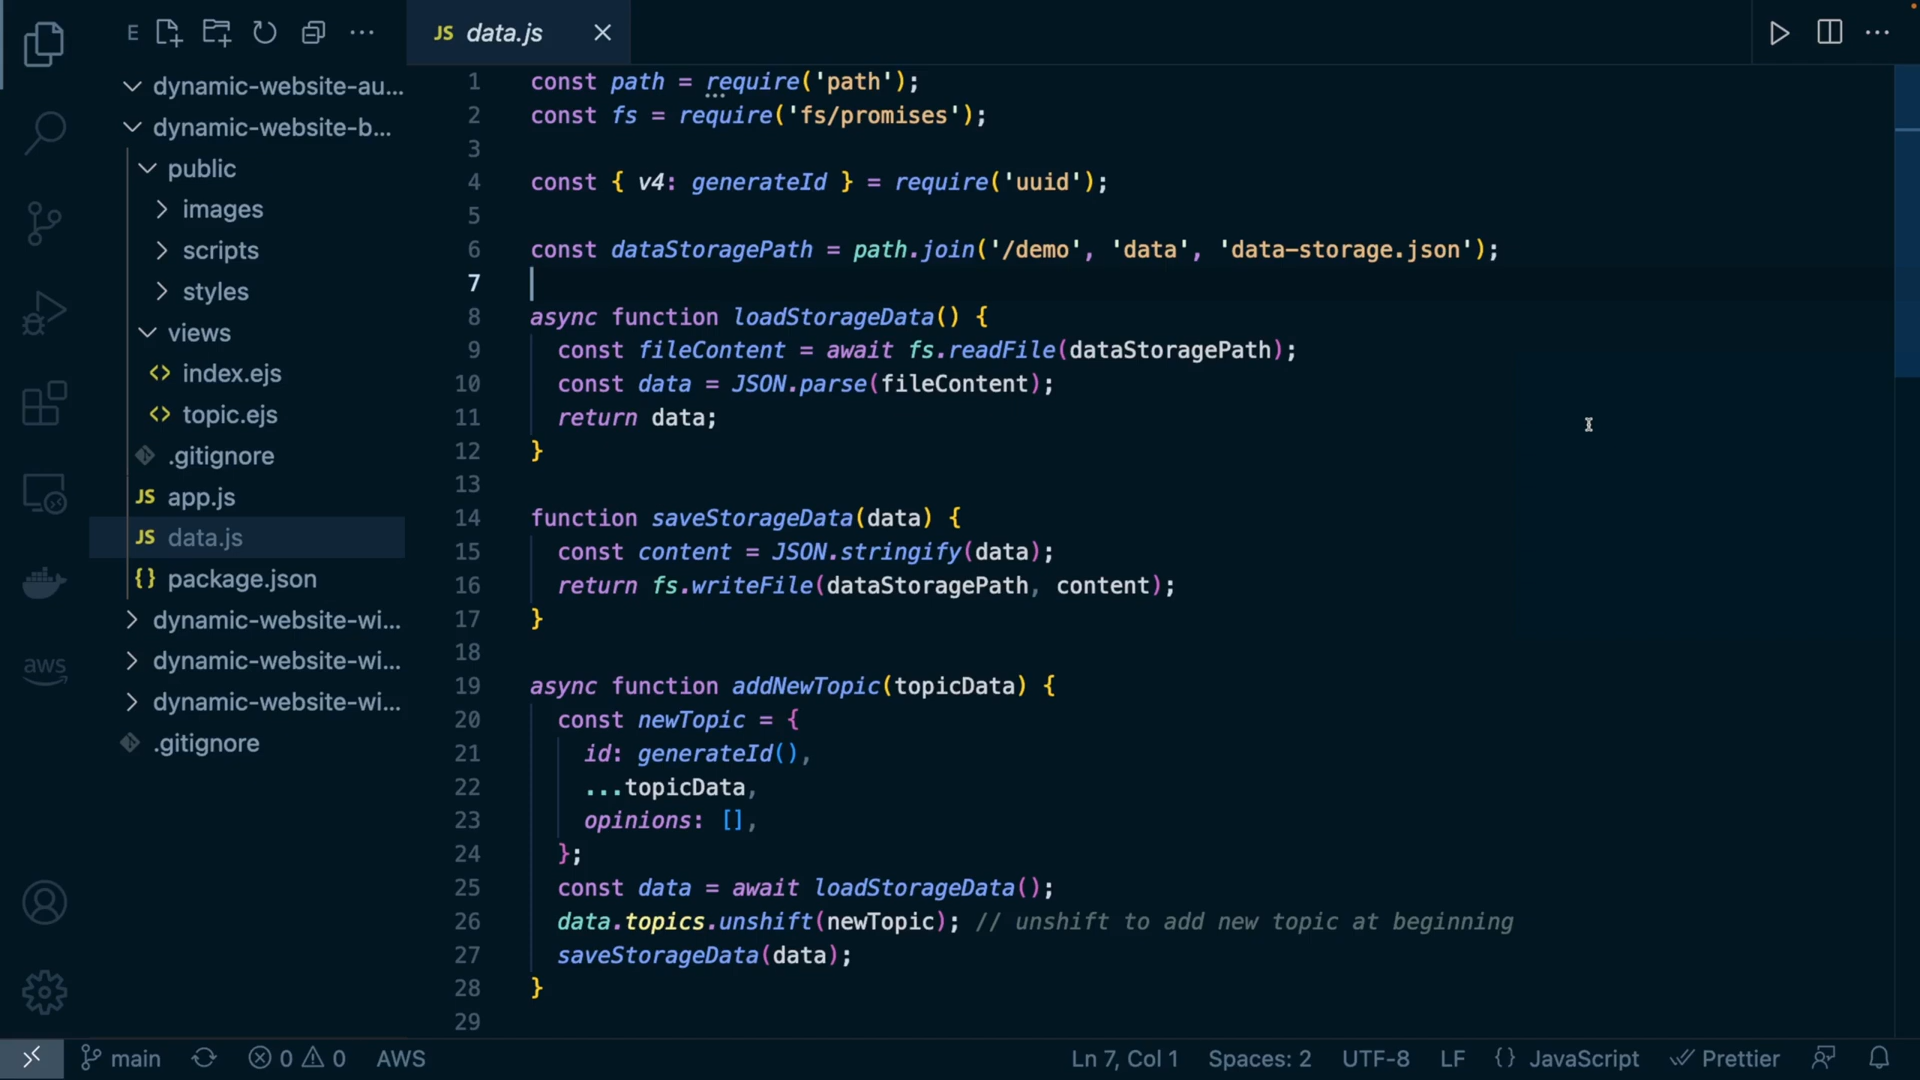 E
JS data.js
dynamic-website-au...
dynamic-website-b...
public
images
scripts
styles
views
<> index.ejs
<> topic.ejs
.gitignore
JS app.js
JS data.js
{} package.json
dynamic-website-wi...
dynamic-website-wi...
dynamic-website-wi...
.gitignore
aws
1 const path = require('path');
2 const fs = require('fs/promises');
3
4 const { v4: generateId } = require('uuid');
5
6 const dataStoragePath = path.join('/demo', 'data', 'data-storage.json');
7
8 async function loadStorageData() {
9   const fileContent = await fs.readFile(dataStoragePath);
10   const data = JSON.parse(fileContent);
11   return data;
12 }
13
14 function saveStorageData(data) {
15   const content = JSON.stringify(data);
16   return fs.writeFile(dataStoragePath, content);
17 }
18
19 async function addNewTopic(topicData) {
20   const newTopic = {
21     id: generateId(),
22     ...topicData,
23     opinions: [],
24   };
25   const data = await loadStorageData();
26   data.topics.unshift(newTopic); // unshift to add new topic at beginning
27   saveStorageData(data);
28 }
29
main 0 0 AWS Ln 7, Col 1 Spaces: 2 UTF-8 LF {} JavaScript Prettier